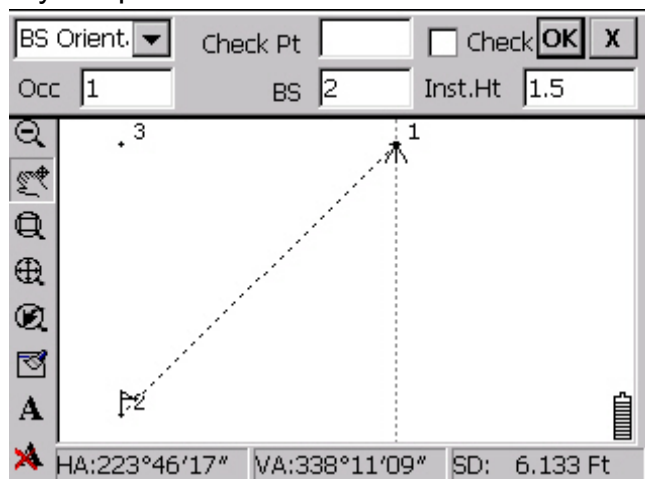 BS Orient. Check Pt Check OK X
Occ 1 BS 2 Inst.Ht 1.5
3 1
2
A
A
HA:223°46'17" VA:338°11'09" SD: 6.133 Ft